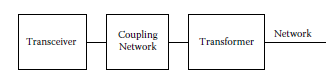 Transceiver
Coupling
Network
Transformer
Network